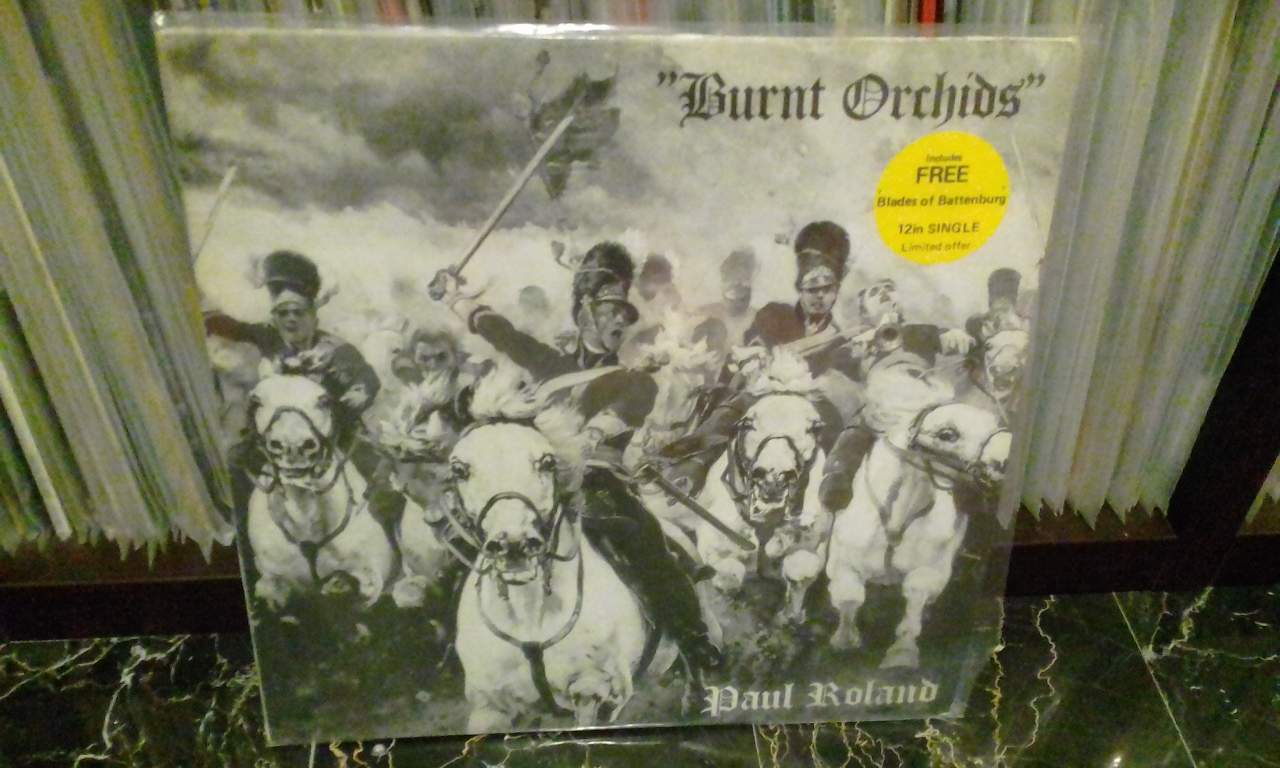 "Burnt Orchids"
Includes
FREE
Blades of Battenburg
12in SINGLE
Limited offer
Paul Roland